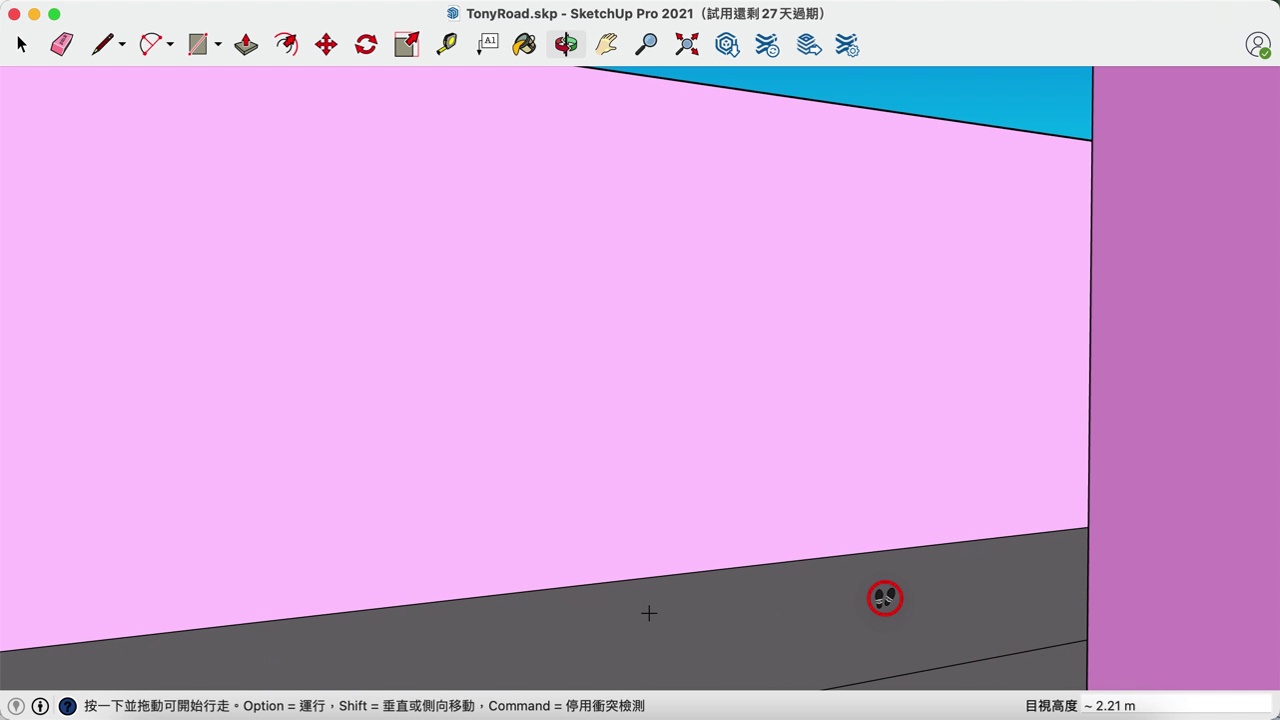 TonyRoad.skp - SketchUp Pro 2021（試用還剩 27 天過期）
A1
按一下並拖動可開始行走。Option = 運行，Shift = 垂直或側向移動，Command = 停用衝突檢測
目視高度 ~ 2.21 m